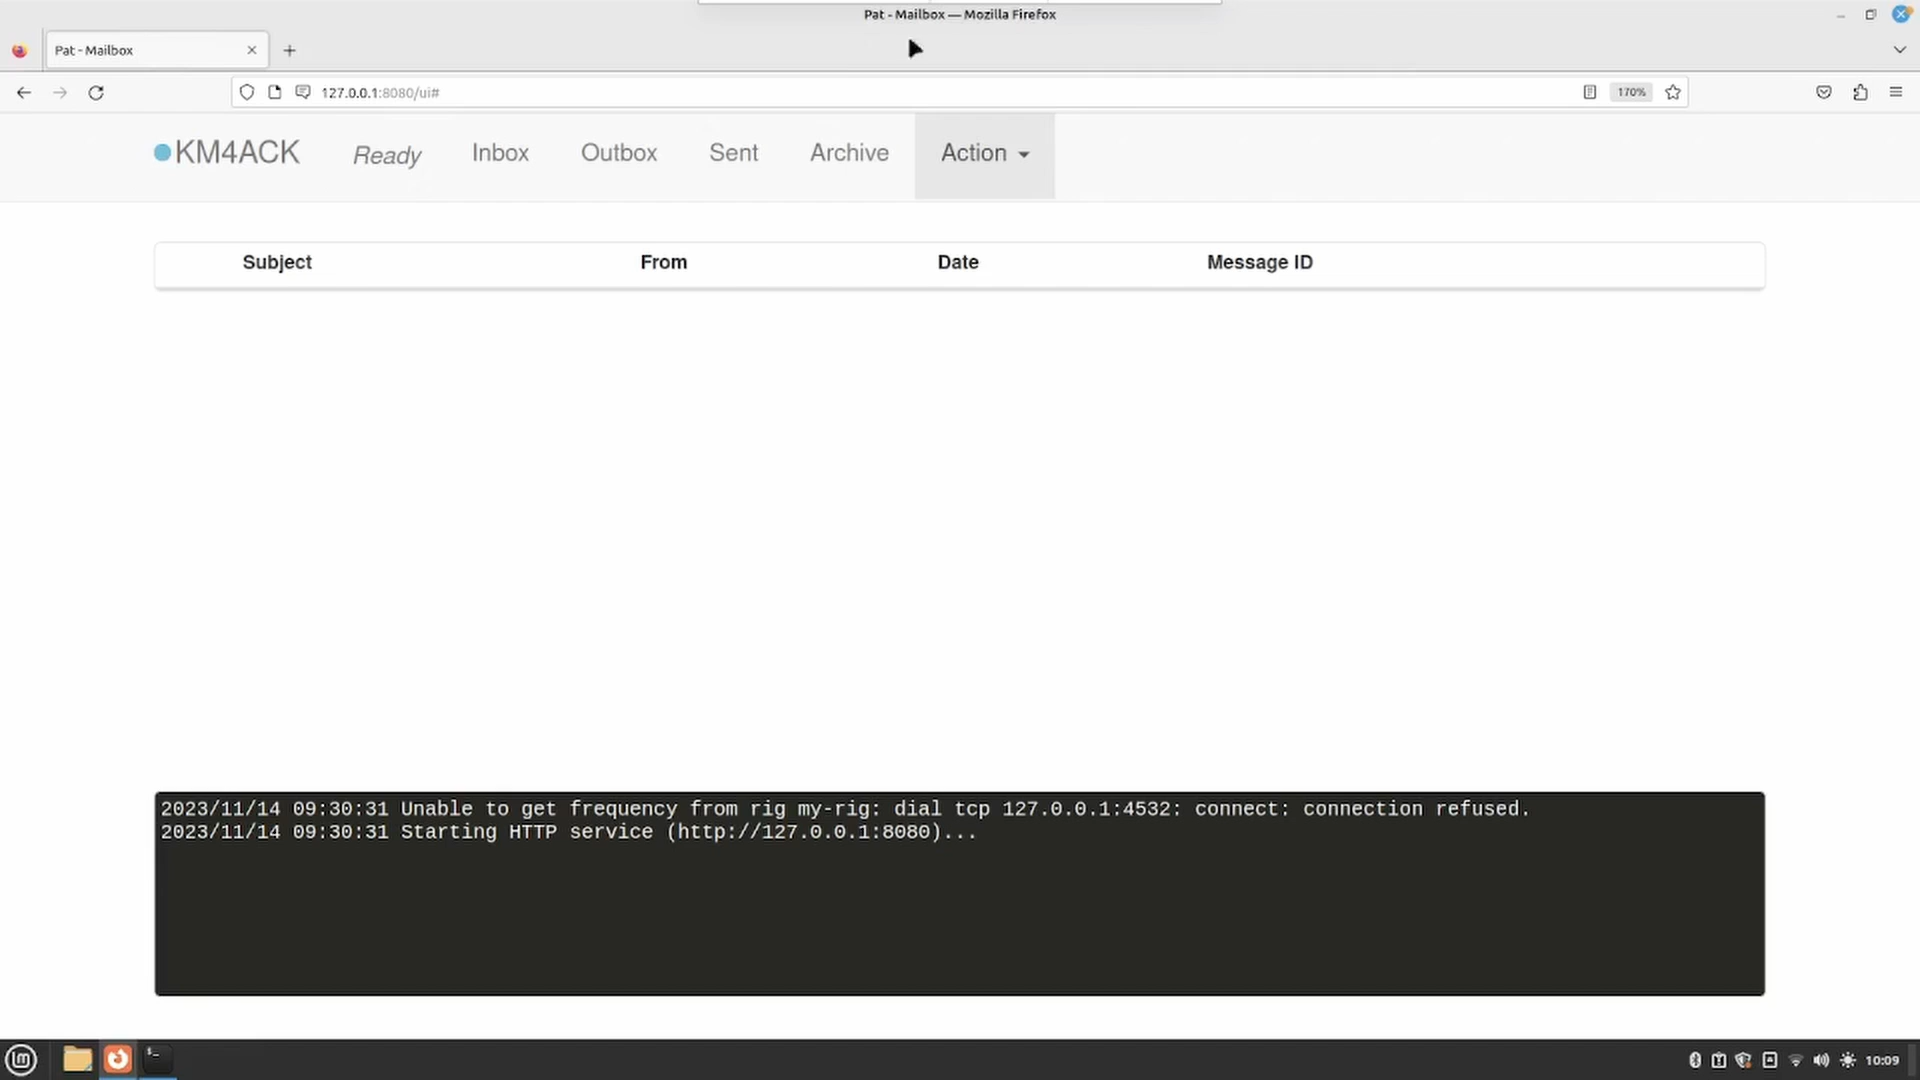 Pat - Mailbox — Mozilla Firefox
Pat - Mailbox
127.0.0.1:8080/ui#
170%
KM4ACK Ready Inbox Outbox Sent Archive Action
Subject From Date Message ID
2023/11/14 09:30:31 Unable to get frequency from rig my-rig: dial tcp 127.0.0.1:4532: connect: connection refused.
2023/11/14 09:30:31 Starting HTTP service (http://127.0.0.1:8080)...
10:09